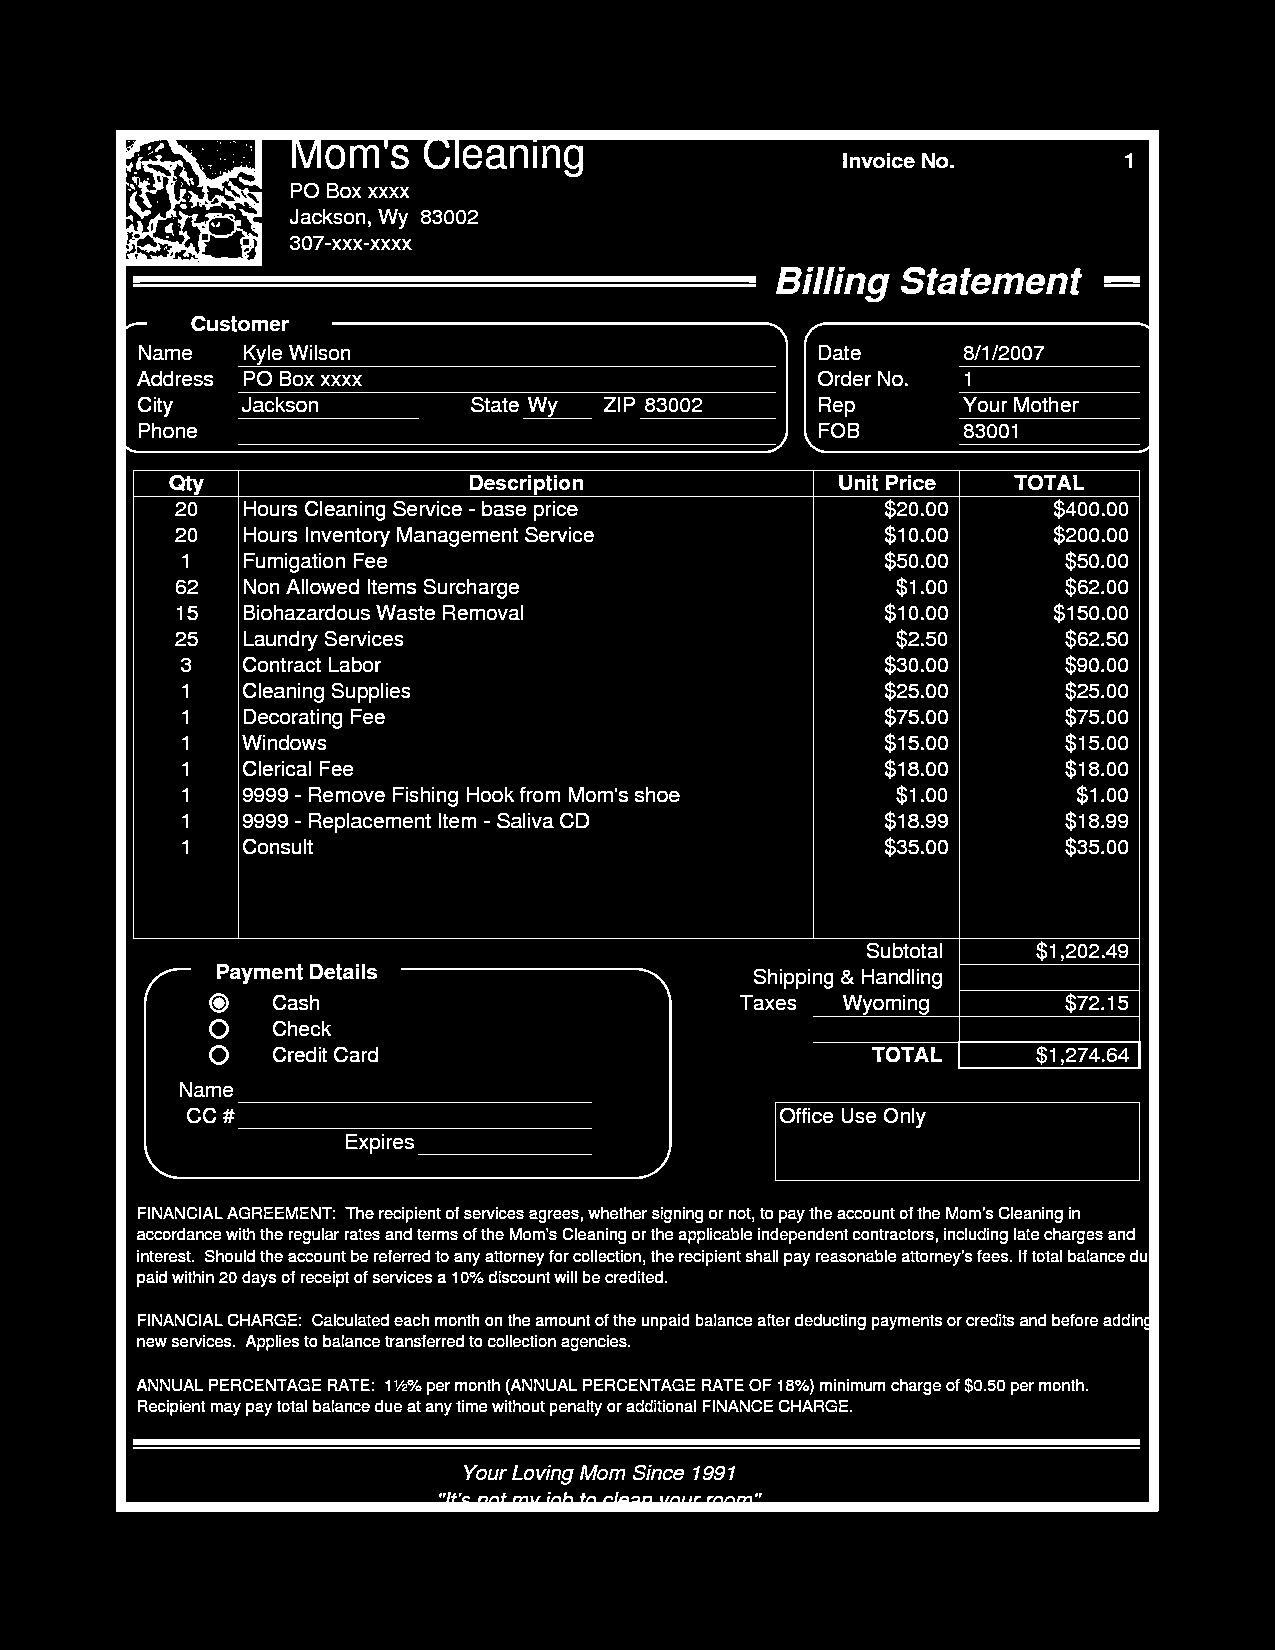 Mom's Cleaning
Invoice No. 1
PO Box xxxx
Jackson, Wy 83002
307-xxx-xxxx
Billing Statement
Customer
Name Kyle Wilson
Address PO Box xxxx
City Jackson State Wy ZIP 83002
Phone
Date 8/1/2007
Order No. 1
Rep Your Mother
FOB 83001
Qty Description Unit Price TOTAL
20 Hours Cleaning Service - base price $20.00 $400.00
20 Hours Inventory Management Service $10.00 $200.00
1 Fumigation Fee $50.00 $50.00
62 Non Allowed Items Surcharge $1.00 $62.00
15 Biohazardous Waste Removal $10.00 $150.00
25 Laundry Services $2.50 $62.50
3 Contract Labor $30.00 $90.00
1 Cleaning Supplies $25.00 $25.00
1 Decorating Fee $75.00 $75.00
1 Windows $15.00 $15.00
1 Clerical Fee $18.00 $18.00
1 9999 - Remove Fishing Hook from Mom's shoe $1.00 $1.00
1 9999 - Replacement Item - Saliva CD $18.99 $18.99
1 Consult $35.00 $35.00
Subtotal $1,202.49
Shipping & Handling
Taxes Wyoming $72.15
TOTAL $1,274.64
Payment Details
Cash
Check
Credit Card
Name
CC #
Expires
Office Use Only
FINANCIAL AGREEMENT: The recipient of services agrees, whether signing or not, to pay the account of the Mom's Cleaning in
accordance with the regular rates and terms of the Mom's Cleaning or the applicable independent contractors, including late charges and
interest. Should the account be referred to any attorney for collection, the recipient shall pay reasonable attorney's fees. If total balance du
paid within 20 days of receipt of services a 10% discount will be credited.
FINANCIAL CHARGE: Calculated each month on the amount of the unpaid balance after deducting payments or credits and before adding
new services. Applies to balance transferred to collection agencies.
ANNUAL PERCENTAGE RATE: 1½% per month (ANNUAL PERCENTAGE RATE OF 18%) minimum charge of $0.50 per month.
Recipient may pay total balance due at any time without penalty or additional FINANCE CHARGE.
Your Loving Mom Since 1991
"It's not my job to clean your room"